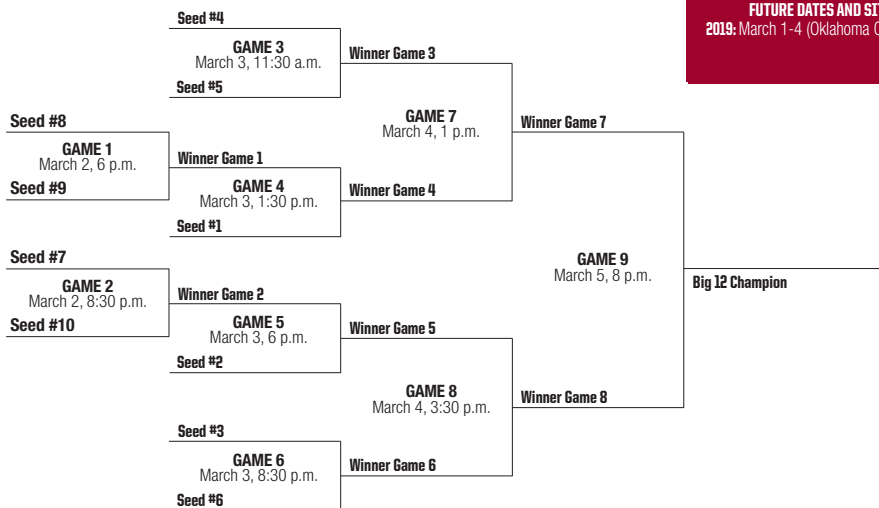 FUTURE DATES AND
2019: March 1-4 (Oklahoma
Seed #4
GAME 3
March 3, 11:30 a.m.
Winner Game 3
Seed #5
GAME 7
March 4, 1 p.m.
Winner Game 7
Seed #8
GAME 1
March 2, 6 p.m.
Winner Game 1
Seed #9
GAME 4
March 3, 1:30 p.m.
Winner Game 4
Seed #1
GAME 9
March 5, 8 p.m.
Big 12 Champion
Seed #7
GAME 2
March 2, 8:30 p.m.
Winner Game 2
Seed #10
GAME 5
March 3, 6 p.m.
Winner Game 5
Seed #2
GAME 8
March 4, 3:30 p.m.
Winner Game 8
Seed #3
GAME 6
March 3, 8:30 p.m.
Winner Game 6
Seed #6